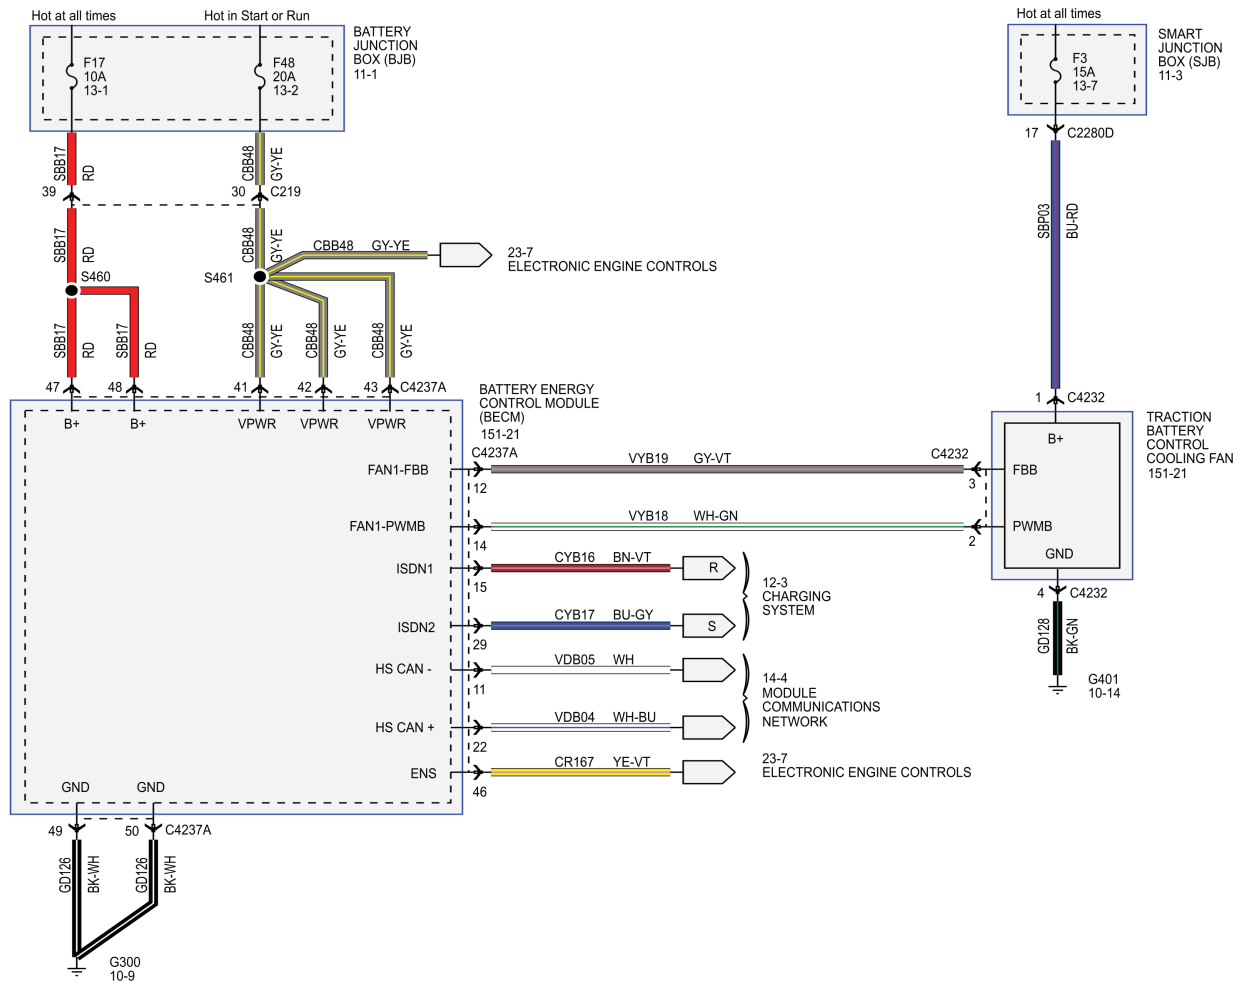 Hot at all times
Hot in Start or Run
Hot at all times
F17
10A
13-1
F48
20A
13-2
BATTERY
JUNCTION
BOX (BJB)
11-1
F3
15A
13-7
SMART
JUNCTION
BOX (SJB)
11-3
17
C2280D
SBB17
RD
CBB48
GY-YE
39
30
C219
SBP03
BU-RD
SBB17
RD
CBB48
GY-YE
CBB48
GY-YE
23-7
ELECTRONIC ENGINE CONTROLS
S460
S461
SBB17
RD
SBB17
RD
CBB48
GY-YE
CBB48
GY-YE
CBB48
GY-YE
47
48
41
42
43
C4237A
B+
B+
VPWR
VPWR
VPWR
BATTERY ENERGY
CONTROL MODULE
(BECM)
151-21
1
C4232
B+
TRACTION
BATTERY
CONTROL
COOLING FAN
151-21
FAN1-FBB
C4237A
12
VYB19
GY-VT
C4232
3
FBB
FAN1-PWMB
14
VYB18
WH-GN
2
PWMB
GND
ISDN1
15
CYB16
BN-VT
R
12-3
CHARGING
SYSTEM
4
C4232
ISDN2
29
CYB17
BU-GY
S
GD128
BK-GN
HS CAN -
11
VDB05
WH
14-4
MODULE
COMMUNICATIONS
NETWORK
G401
10-14
HS CAN +
22
VDB04
WH-BU
ENS
46
CR167
YE-VT
23-7
ELECTRONIC ENGINE CONTROLS
GND
GND
49
50
C4237A
GD126
BK-WH
GD126
BK-WH
G300
10-9